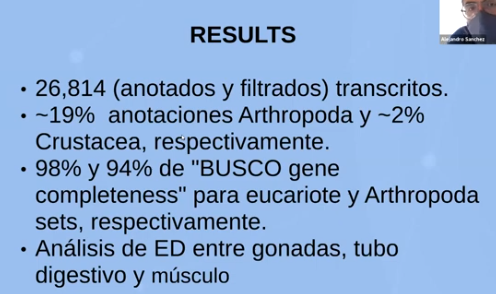 RESULTS
Alejandro Sanchez
• 26,814 (anotados y filtrados) transcritos.
• ~19% anotaciones Arthropoda y ~2%
Crustacea, respectivamente.
• 98% y 94% de "BUSCO gene
completeness" para eucariote y Arthropoda
sets, respectivamente.
• Análisis de ED entre gonadas, tubo
digestivo y músculo